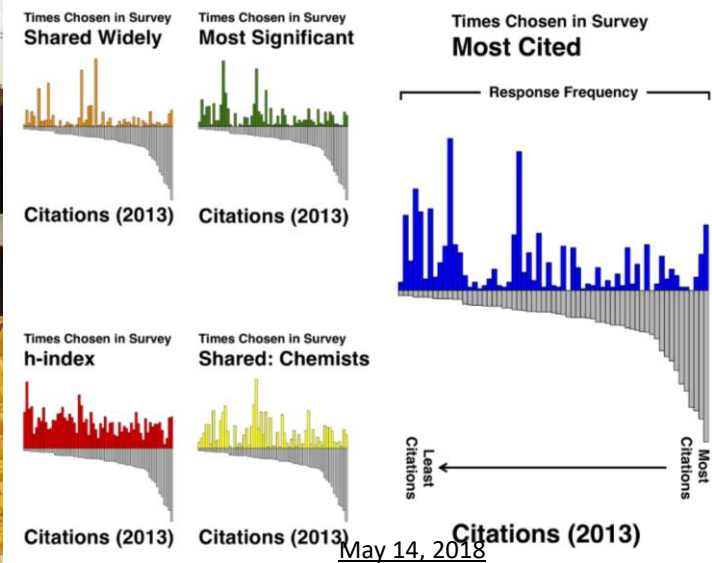 Times Chosen in Survey
Shared Widely
Citations (2013)
Times Chosen in Survey
Most Significant
Citations (2013)
Times Chosen in Survey
Most Cited
Response Frequency
Least
Citations
Most
Citations
Citations (2013)
Times Chosen in Survey
h-index
Citations (2013)
Times Chosen in Survey
Shared: Chemists
Citations (2013)
May 14, 2018